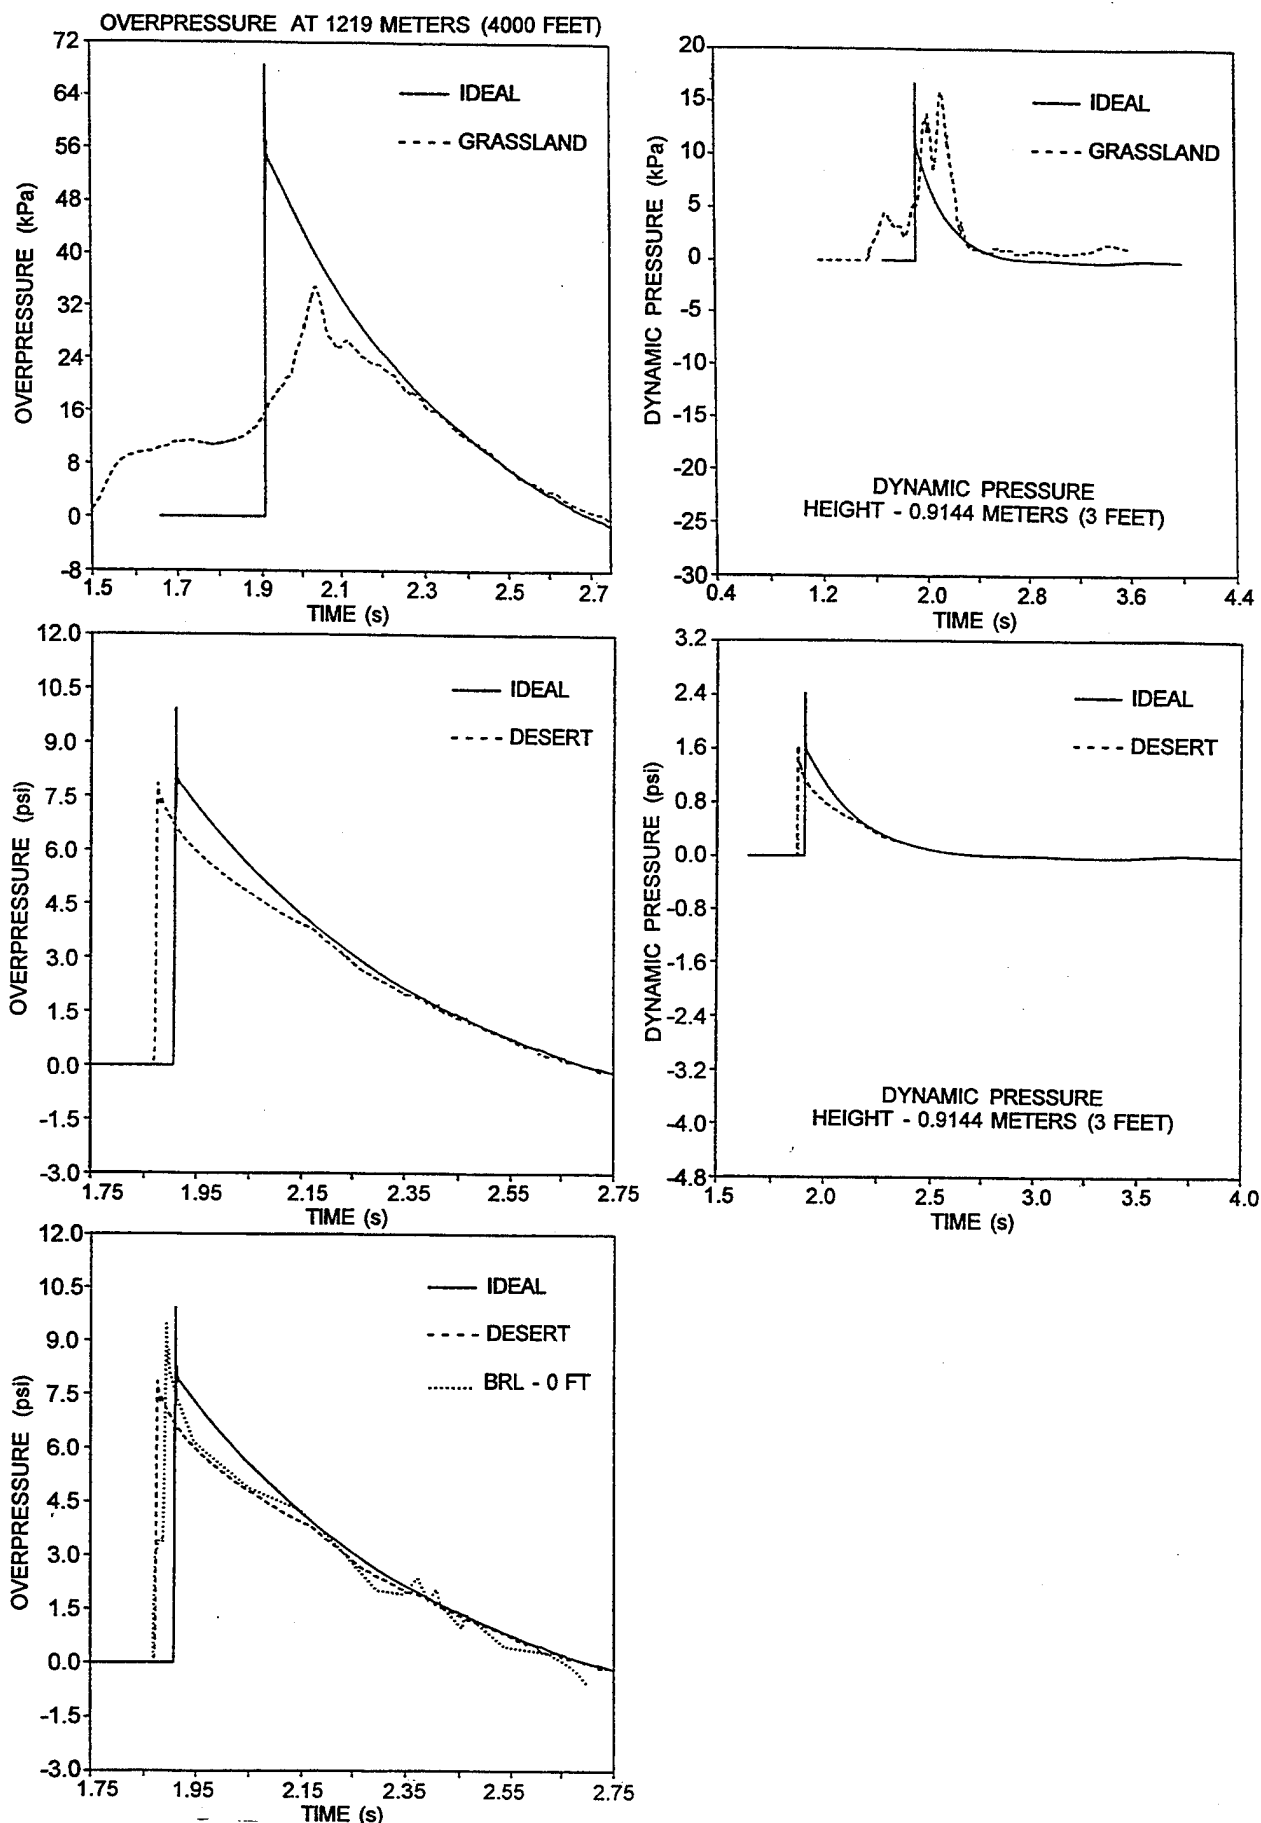 OVERPRESSURE AT 1219 METERS (4000 FEET)
72
64
56
48
40
32
24
16
8
0
-8
OVERPRESSURE (kPa)
IDEAL
GRASSLAND
1.5 1.7 1.9 2.1 2.3 2.5 2.7
TIME (s)
20
15
10
5
0
-5
-10
-15
-20
-25
-30
DYNAMIC PRESSURE (kPa)
IDEAL
GRASSLAND
DYNAMIC PRESSURE
HEIGHT - 0.9144 METERS (3 FEET)
0.4 1.2 2.0 2.8 3.6 4.4
TIME (s)
12.0
10.5
9.0
7.5
6.0
4.5
3.0
1.5
0.0
-1.5
-3.0
OVERPRESSURE (psi)
IDEAL
DESERT
1.75 1.95 2.15 2.35 2.55 2.75
TIME (s)
3.2
2.4
1.6
0.8
0.0
-0.8
-1.6
-2.4
-3.2
-4.0
-4.8
DYNAMIC PRESSURE (psi)
IDEAL
DESERT
DYNAMIC PRESSURE
HEIGHT - 0.9144 METERS (3 FEET)
1.5 2.0 2.5 3.0 3.5 4.0
TIME (s)
12.0
10.5
9.0
7.5
6.0
4.5
3.0
1.5
0.0
-1.5
-3.0
OVERPRESSURE (psi)
IDEAL
DESERT
BRL - 0 FT
1.75 1.95 2.15 2.35 2.55 2.75
TIME (s)